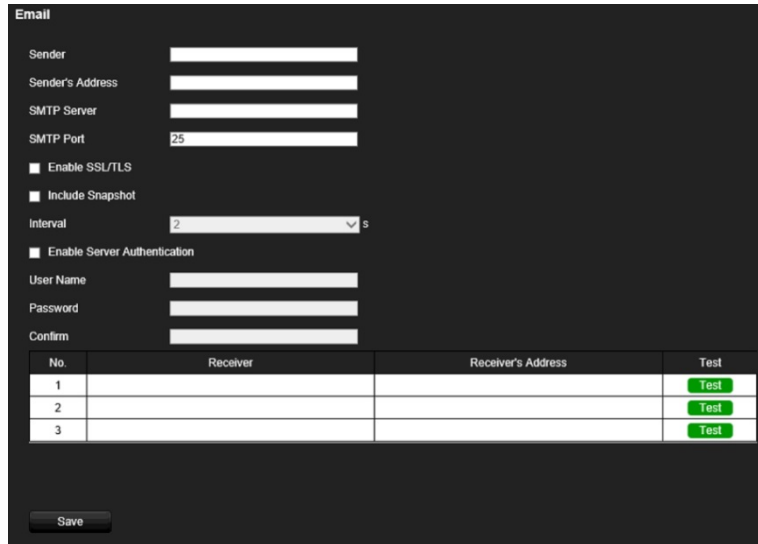 Email
Sender
Sender's Address
SMTP Server
SMTP Port 25
Enable SSL/TLS
Include Snapshot
Interval 2 s
Enable Server Authentication
User Name
Password
Confirm
No. Receiver Receiver's Address Test
1 Test
2 Test
3 Test
Save